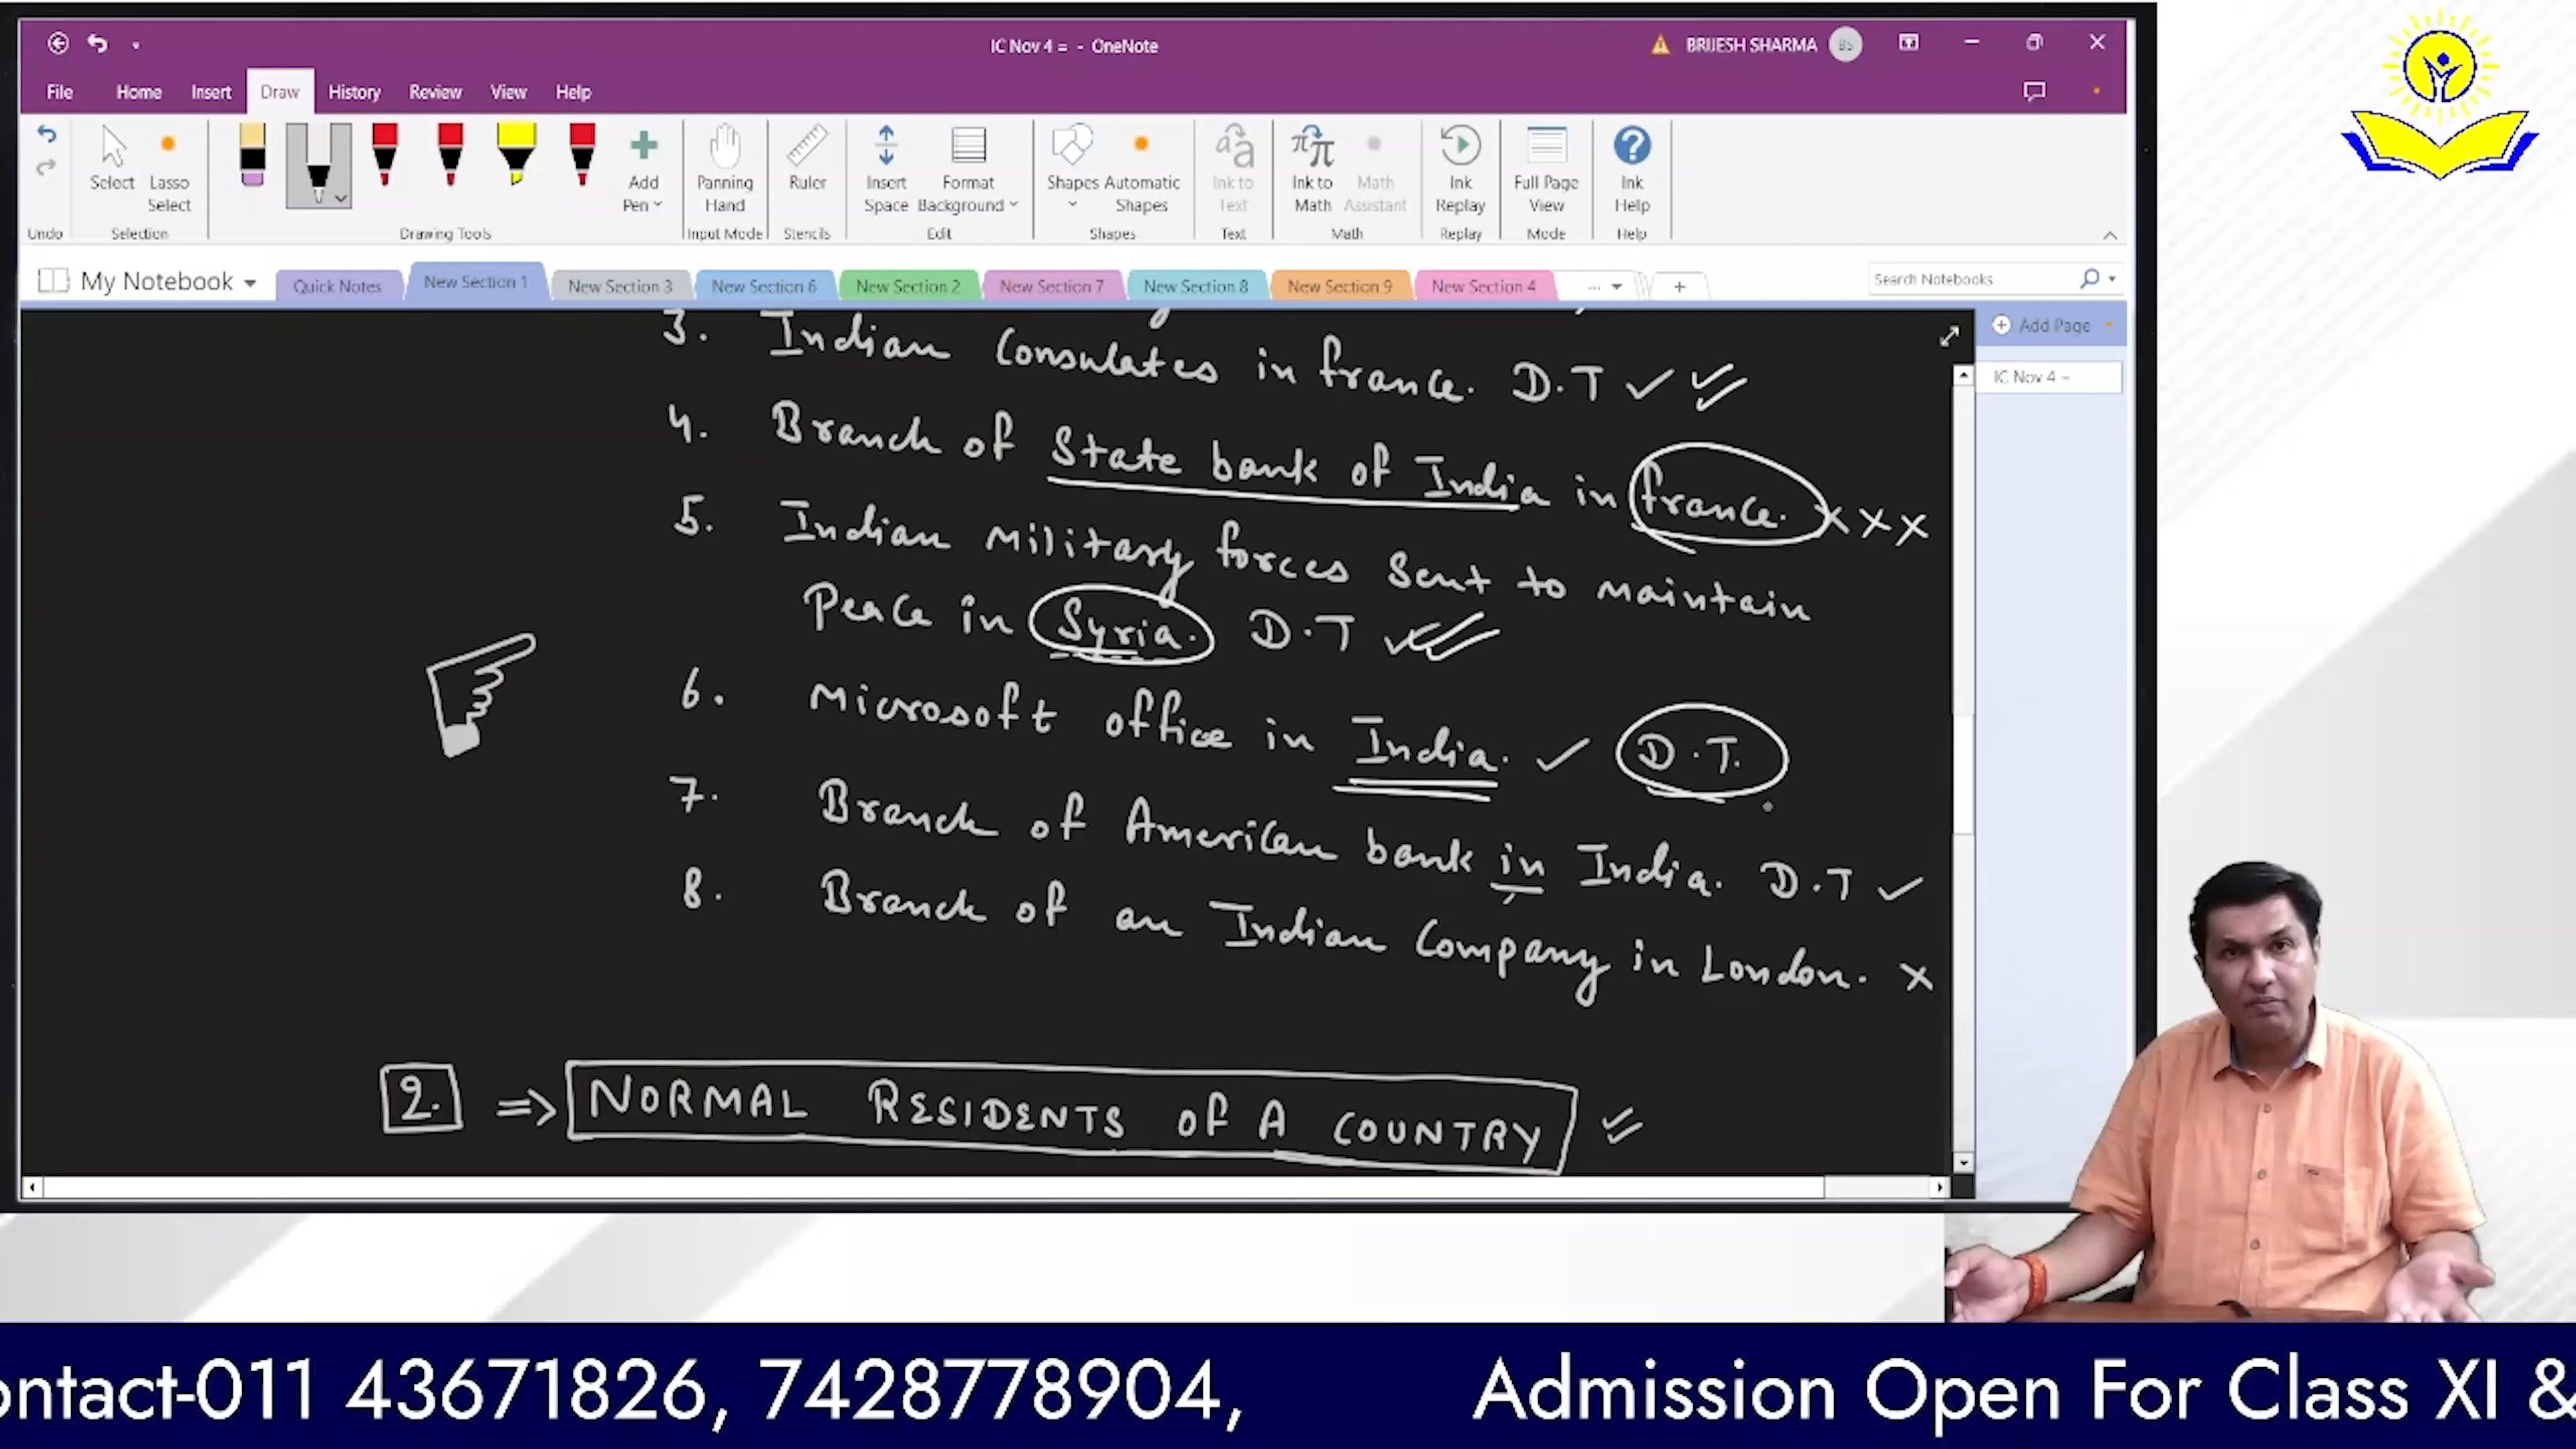 IC Nov 4 = - OneNote
BRIJESH SHARMA
BS
File Home Insert Draw History Review View Help
Undo
Select
Lasso Select
Selection
Drawing Tools
Add Pen
Panning Hand
Input Mode
Ruler
Stencils
Insert Space
Format Background
Edit
Shapes
Automatic Shapes
Shapes
Ink to Text
Text
Ink to Math
Math Assistant
Math
Ink Replay
Replay
Full Page View
Mode
Ink Help
Help
My Notebook
Quick Notes
New Section 1
New Section 3
New Section 6
New Section 2
New Section 7
New Section 8
New Section 9
New Section 4
...
+
Search Notebooks
Add Page
IC Nov 4 =
3. Indian Consulates in france. D.T ✓ ✓
4. Branch of State bank of India in france. X X X
5. Indian Military forces Sent to maintain
Peace in Syria. D.T ✓
6. Microsoft office in India. ✓ D.T.
7. Branch of American bank in India. D.T ✓
8. Branch of an Indian Company in London. X
2. => NORMAL RESIDENTS OF A COUNTRY
ontact-011 43671826, 7428778904, Admission Open For Class XI &